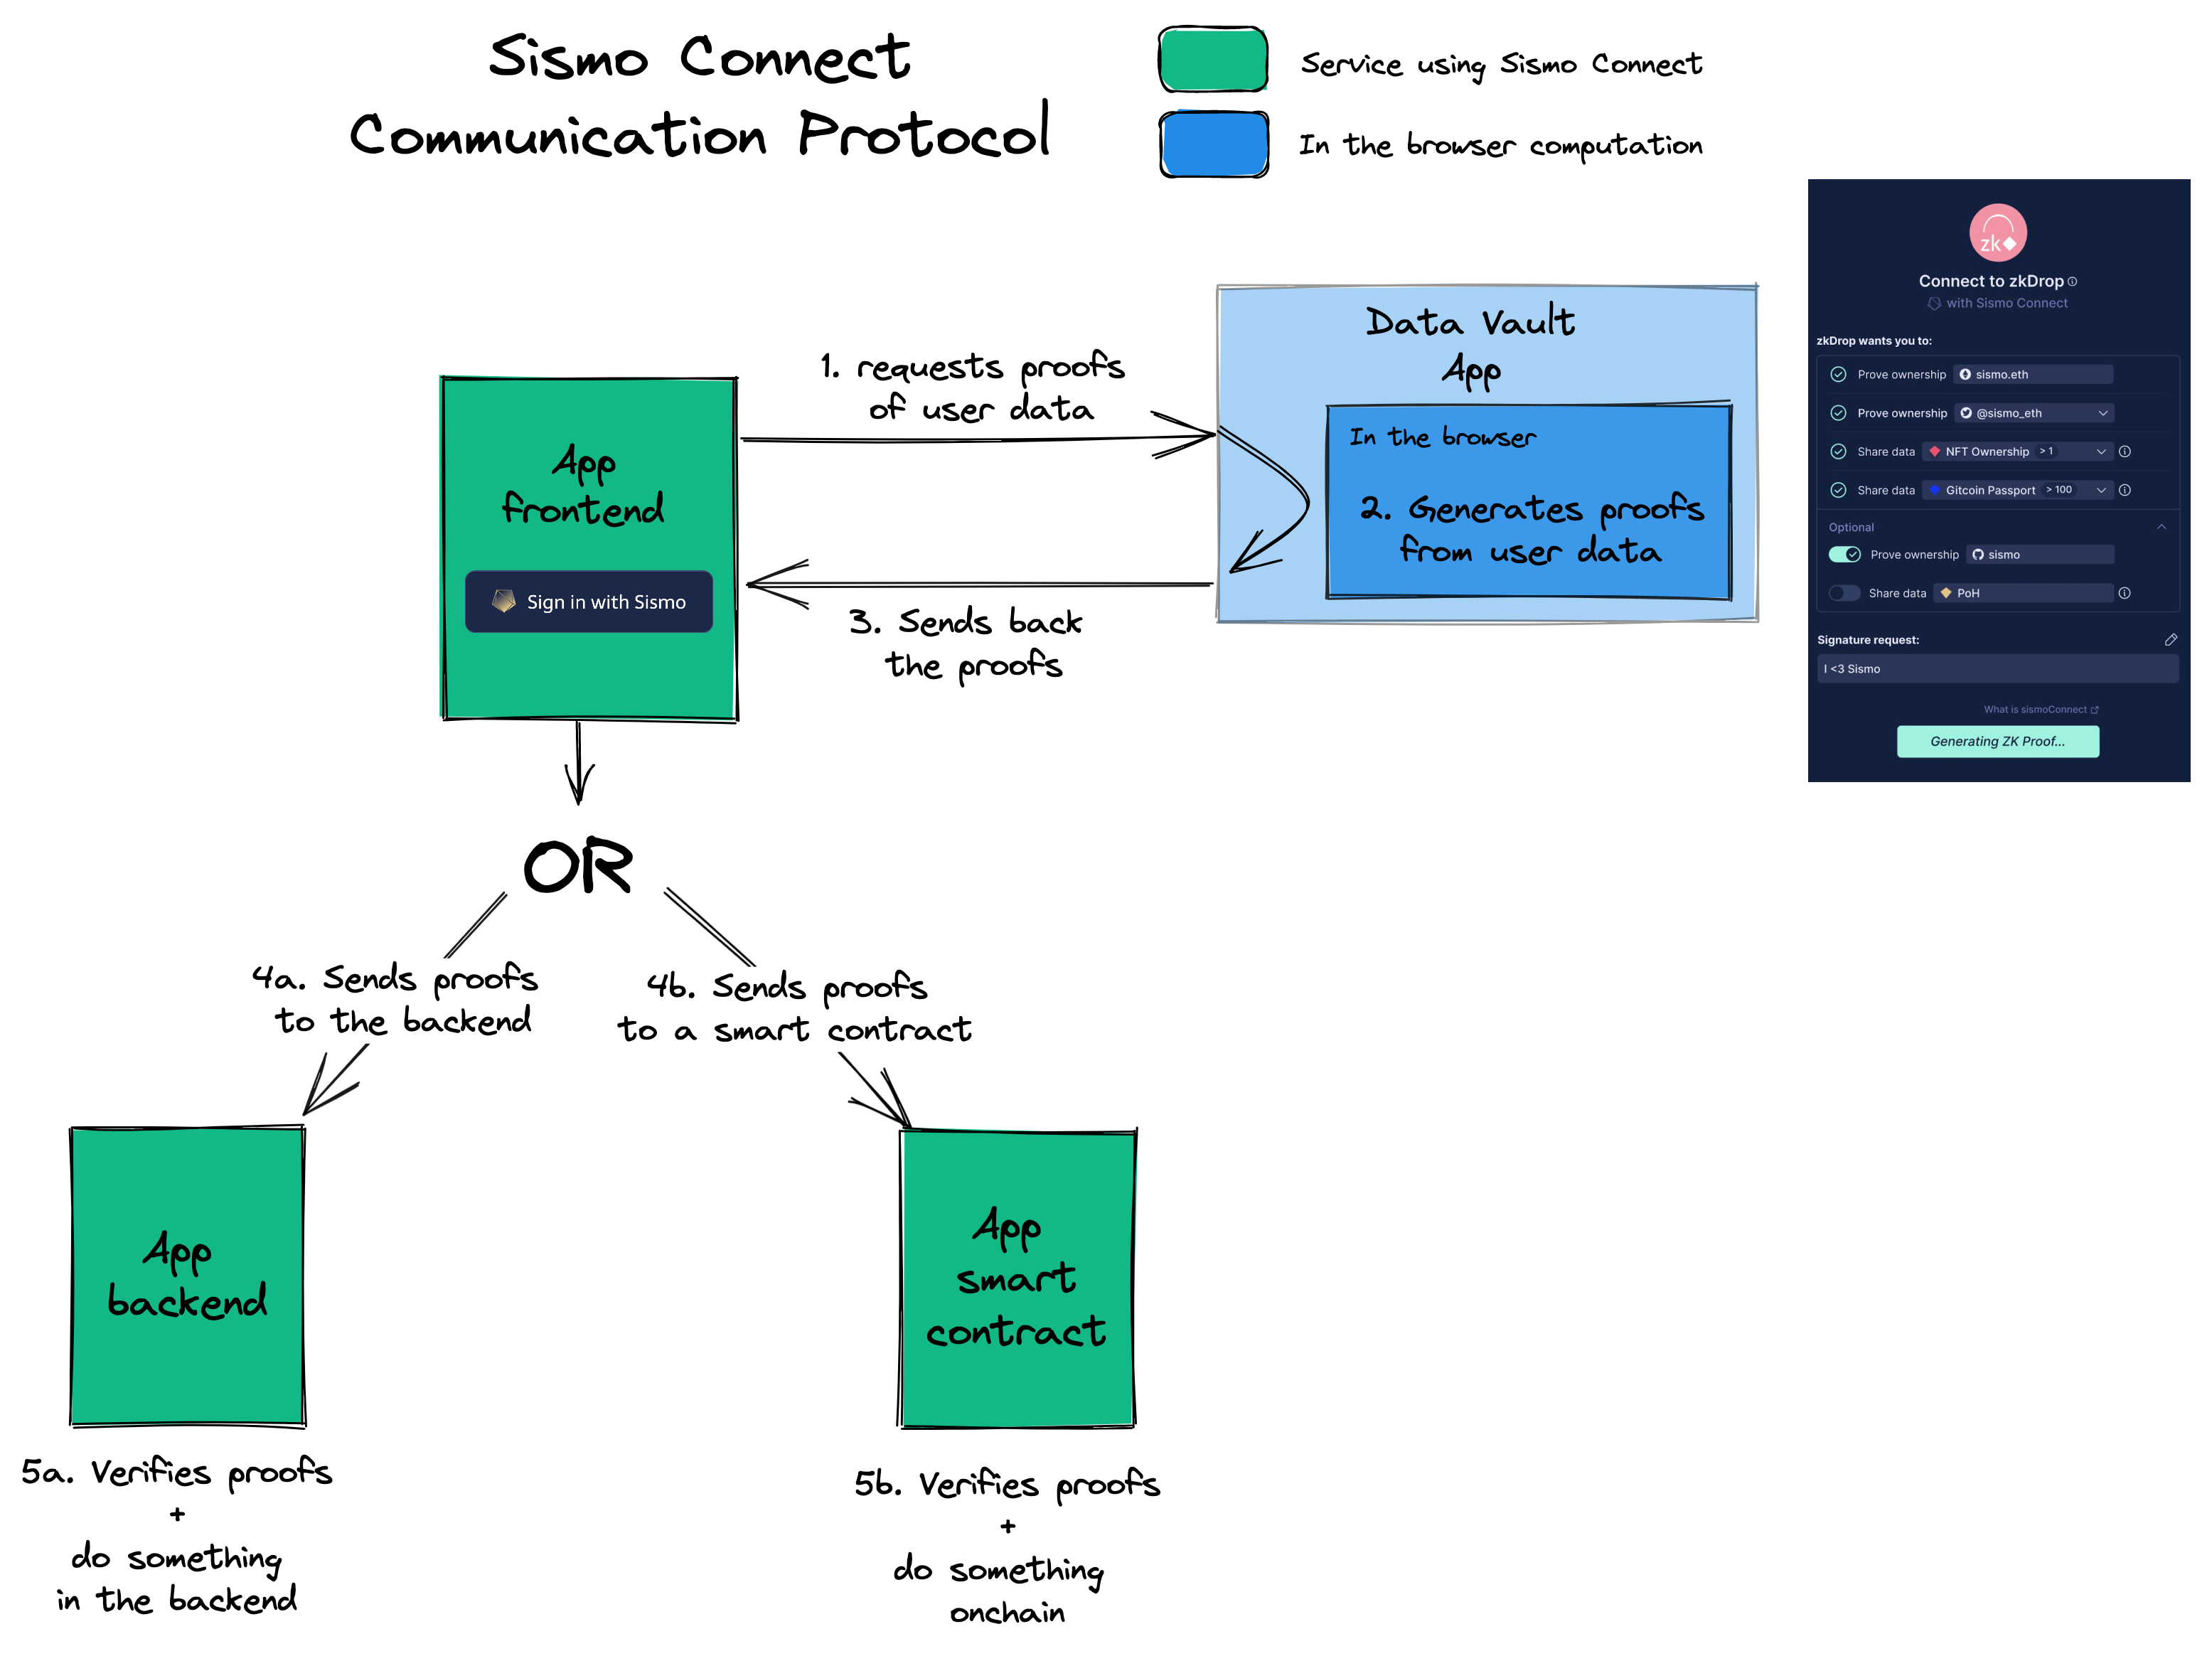 Sismo Connect
Communication Protocol
Service using Sismo Connect
In the browser computation
App
frontend
Sign in with Sismo
1. requests proofs
of user data
Data Vault
App
In the browser
2. Generates proofs
from user data
3. Sends back
the proofs
zk
Connect to zkDrop
with Sismo Connect
zkDrop wants you to:
Prove ownership sismo.eth
Prove ownership @sismo_eth
Share data NFT Ownership > 1
Share data Gitcoin Passport > 100
Optional
Prove ownership sismo
Share data PoH
Signature request:
I <3 Sismo
What is sismoConnect
Generating ZK Proof...
OR
4a. Sends proofs
to the backend
4b. Sends proofs
to a smart contract
App
backend
App
smart
contract
5a. Verifies proofs
+
do something
in the backend
5b. Verifies proofs
+
do something
onchain